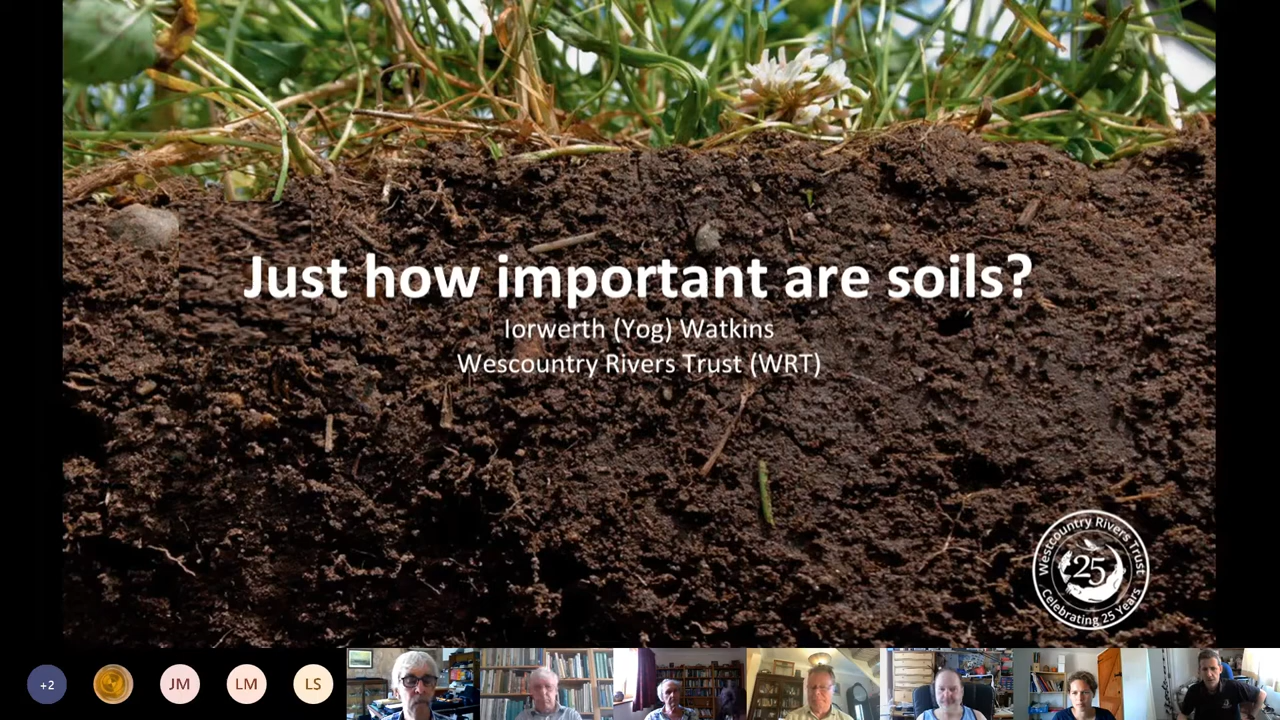 Just how important are soils?
Iorwerth (Yog) Watkins
Wescountry Rivers Trust (WRT)
Westcountry Rivers Trust
25
Celebrating 25 Years
+2
JM
LM
LS